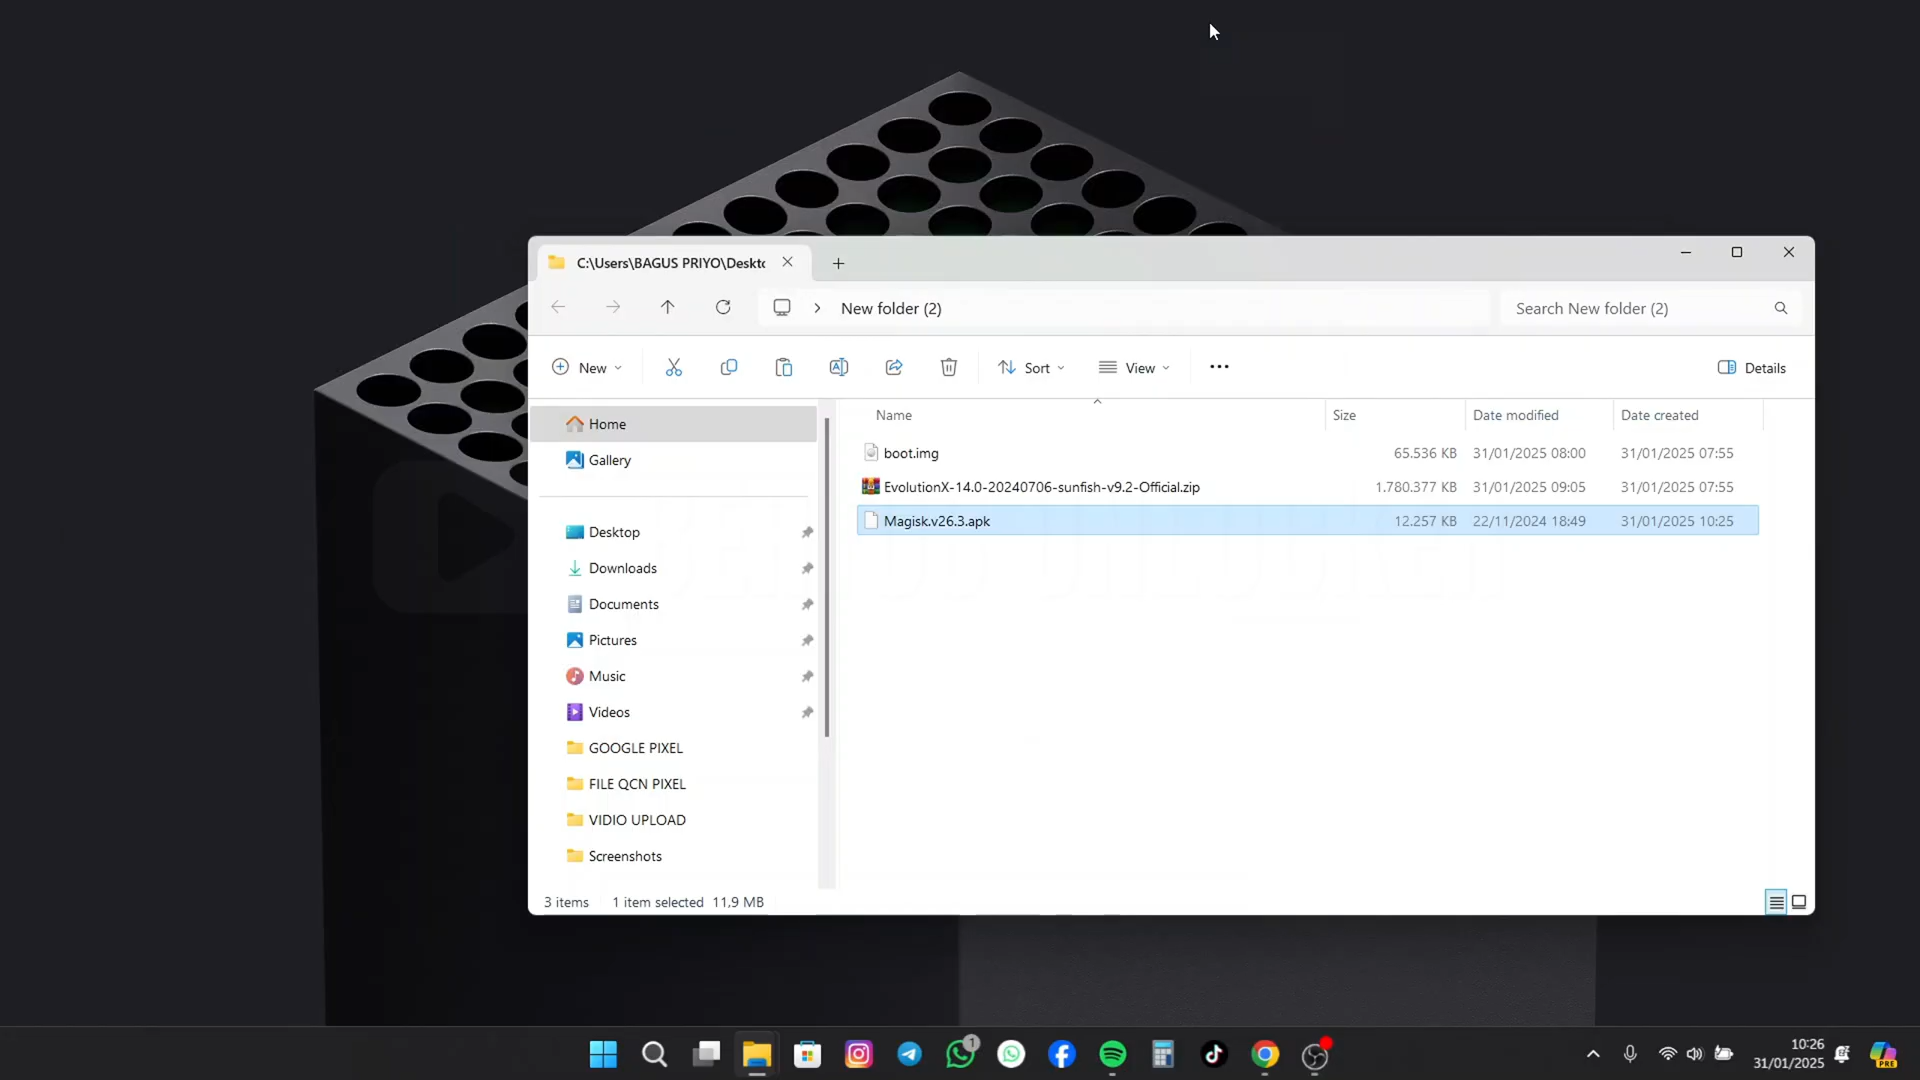 C:\Users\BAGUS PRIYO\Deskto
New folder (2)
Search New folder (2)
New
Sort
View
Details
Name
Size
Date modified
Date created
Home
Gallery
Desktop
Downloads
Documents
Pictures
Music
Videos
GOOGLE PIXEL
FILE QCN PIXEL
VIDIO UPLOAD
Screenshots
boot.img 65.536 KB 31/01/2025 08:00 31/01/2025 07:55
EvolutionX-14.0-20240706-sunfish-v9.2-Official.zip 1.780.377 KB 31/01/2025 09:05 31/01/2025 07:55
Magisk.v26.3.apk 12.257 KB 22/11/2024 18:49 31/01/2025 10:25
3 items 1 item selected 11,9 MB
1
10:26
31/01/2025
PRE